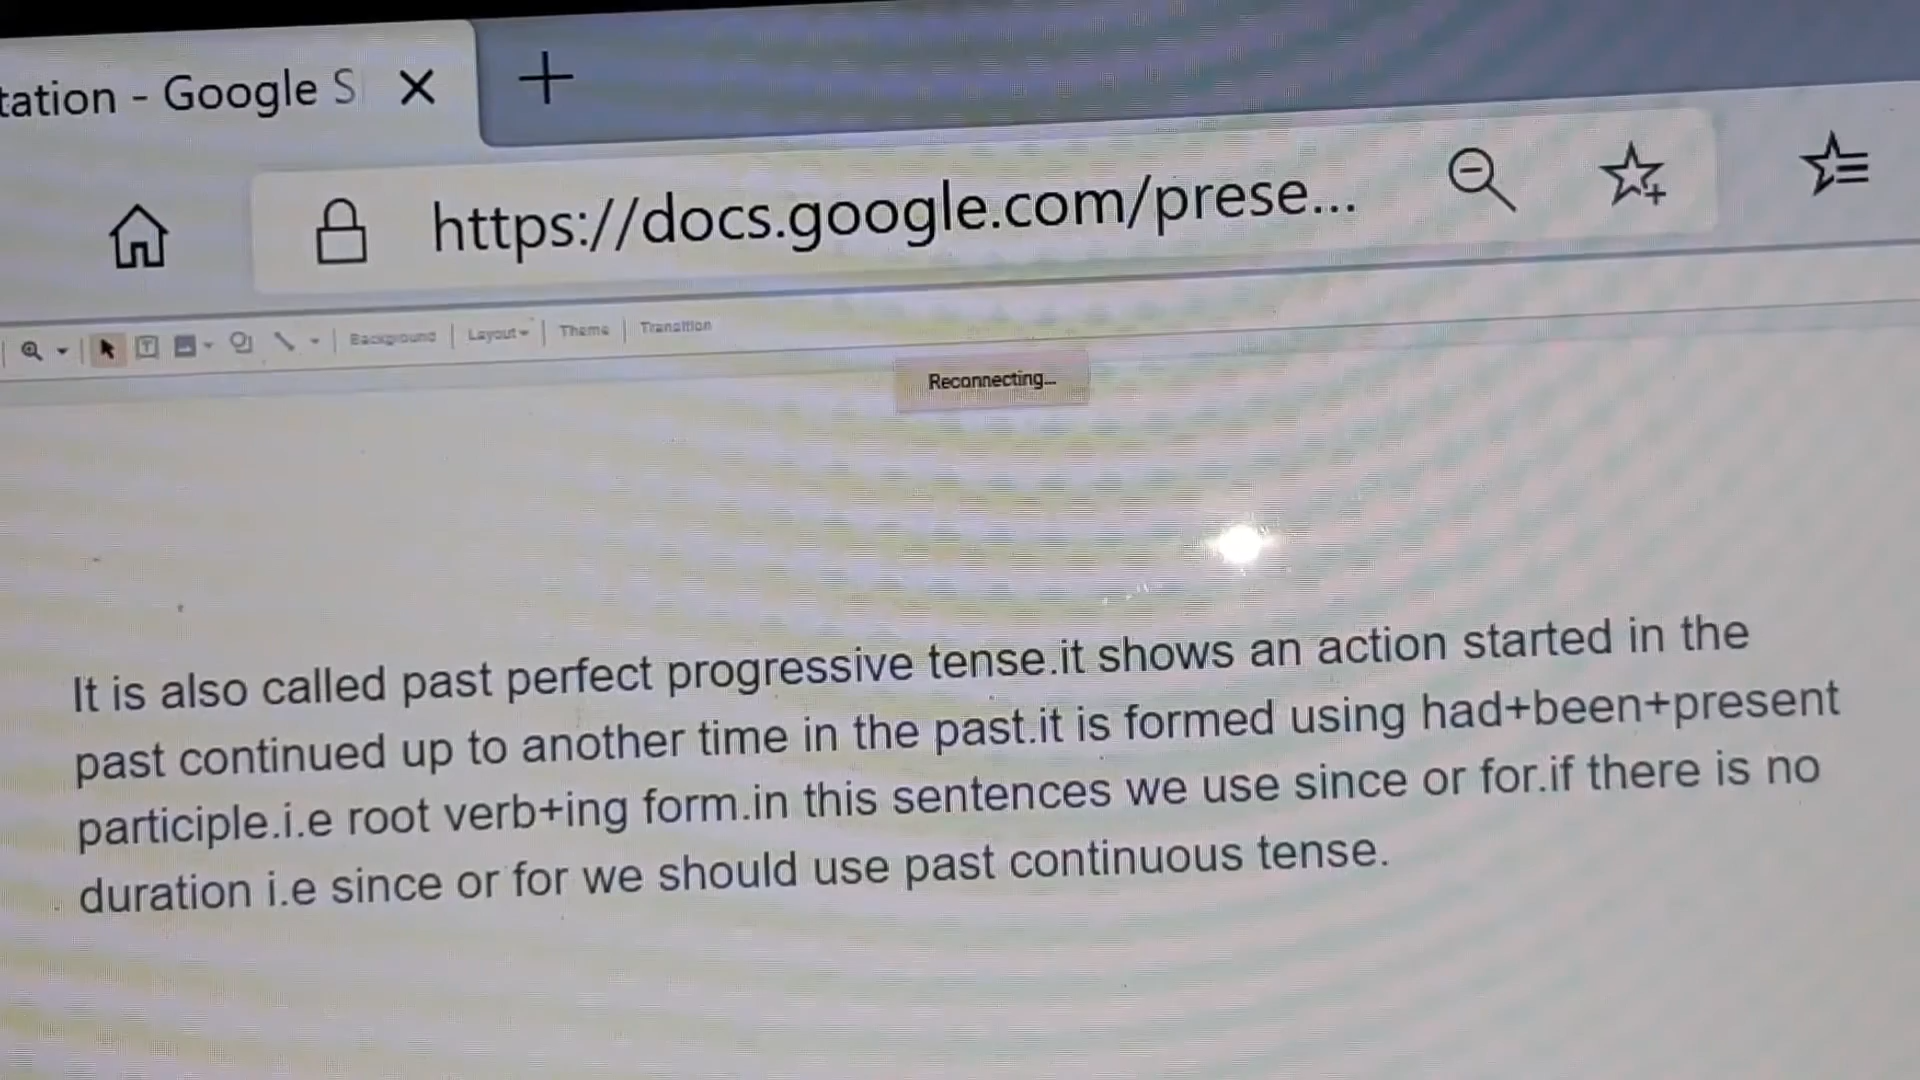 tation - Google S
https://docs.google.com/prese...
Background Layout Theme Transition
Reconnecting...
It is also called past perfect progressive tense.it shows an action started in the
past continued up to another time in the past.it is formed using had+been+present
participle.i.e root verb+ing form.in this sentences we use since or for.if there is no
duration i.e since or for we should use past continuous tense.